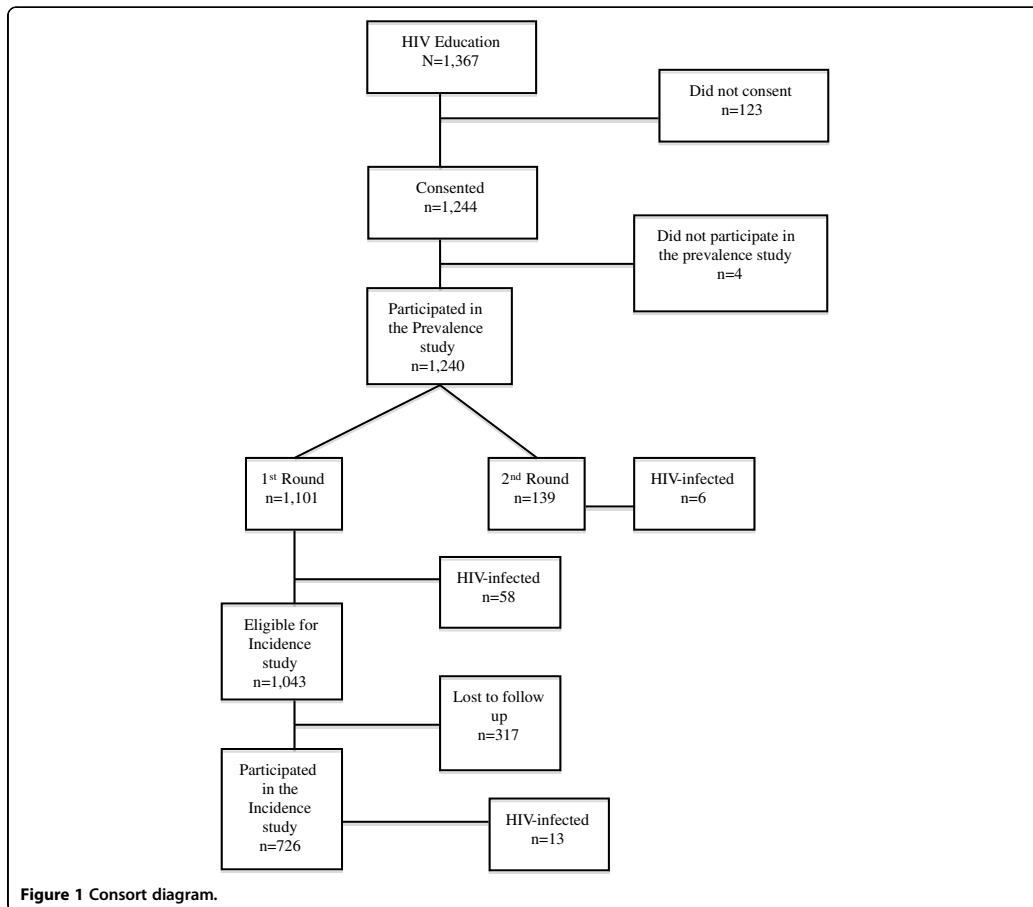 HIV Education
N=1,367
Did not consent
n=123
Consented
n=1,244
Did not participate in
the prevalence study
n=4
Participated in
the Prevalence
study
n=1,240
1st Round
n=1,101
2nd Round
n=139
HIV-infected
n=6
HIV-infected
n=58
Eligible for
Incidence
study
n=1,043
Lost to follow
up
n=317
Participated
in the
Incidence
study
n=726
HIV-infected
n=13
Figure 1 Consort diagram.